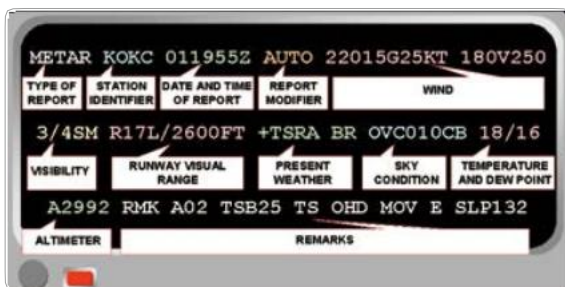 METAR KOKC 011955Z AUTO 22015G25KT 180V250
TYPE OF REPORT
STATION IDENTIFIER
DATE AND TIME OF REPORT
REPORT MODIFIER
WIND
3/4SM R17L/2600FT +TSRA BR OVC010CB 18/16
VISIBILITY
RUNWAY VISUAL RANGE
PRESENT WEATHER
SKY CONDITION
TEMPERATURE AND DEW POINT
A2992 RMK A02 TSB25 TS OHD MOV E SLP132
ALTIMETER
REMARKS